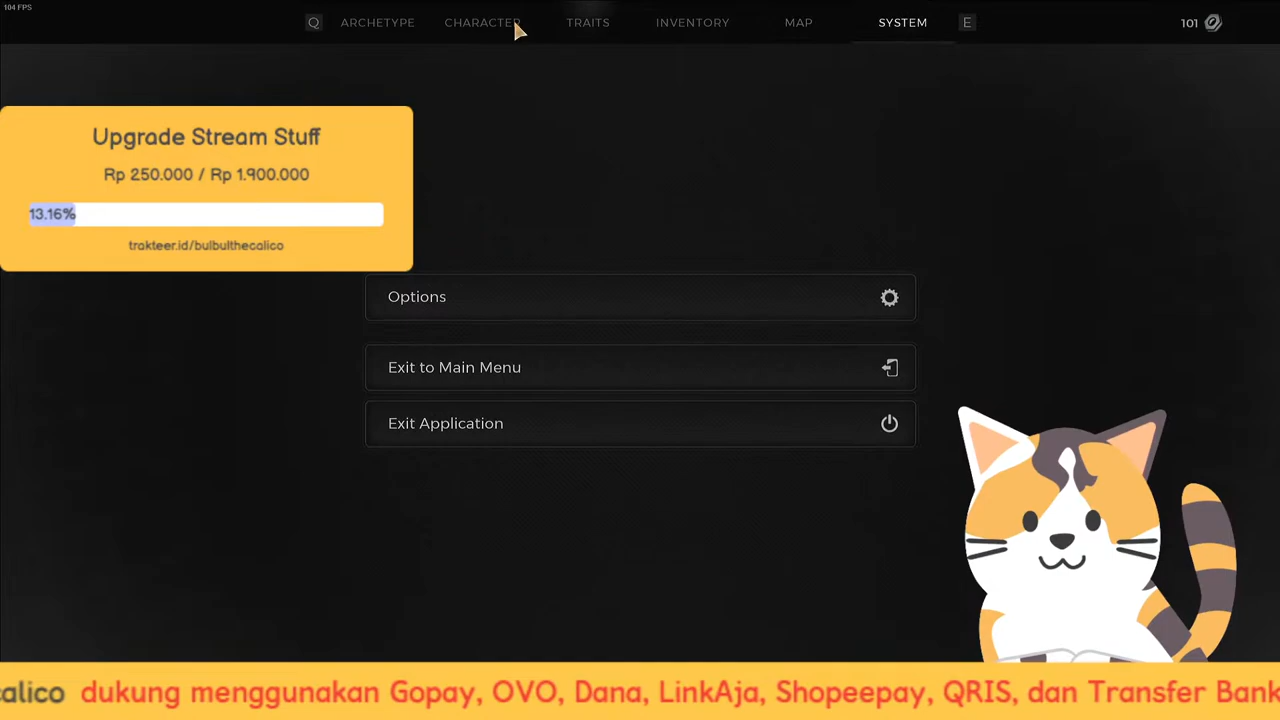 104 FPS
Q ARCHETYPE CHARACTER TRAITS INVENTORY MAP SYSTEM E 101
Upgrade Stream Stuff
Rp 250.000 / Rp 1.900.000
13.16%
trakteer.id/bulbulthecalico
Options
Exit to Main Menu
Exit Application
calico dukung menggunakan Gopay, OVO, Dana, LinkAja, Shopeepay, QRIS, dan Transfer Bank